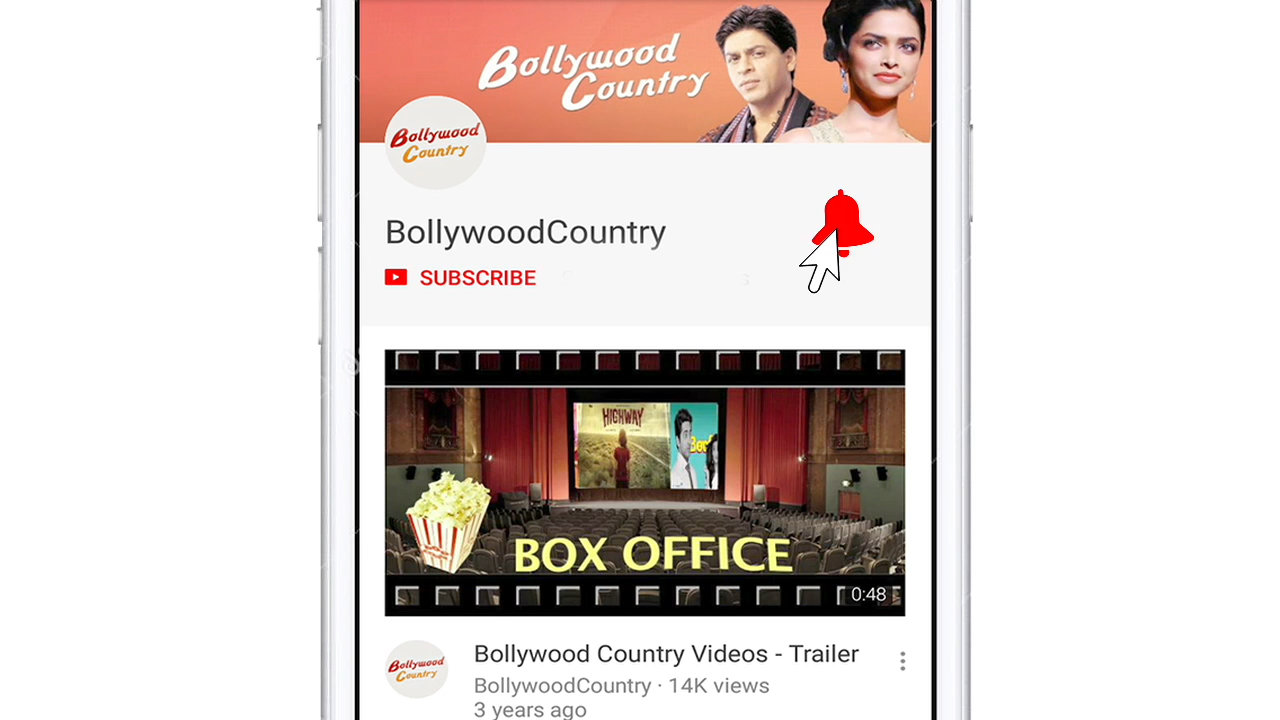 Bollywood
Country
Bollywood
Country
BollywoodCountry
SUBSCRIBE
HIGHWAY
BOX OFFICE
0:48
Bollywood
Country
Bollywood Country Videos - Trailer
BollywoodCountry · 14K views
3 years ago